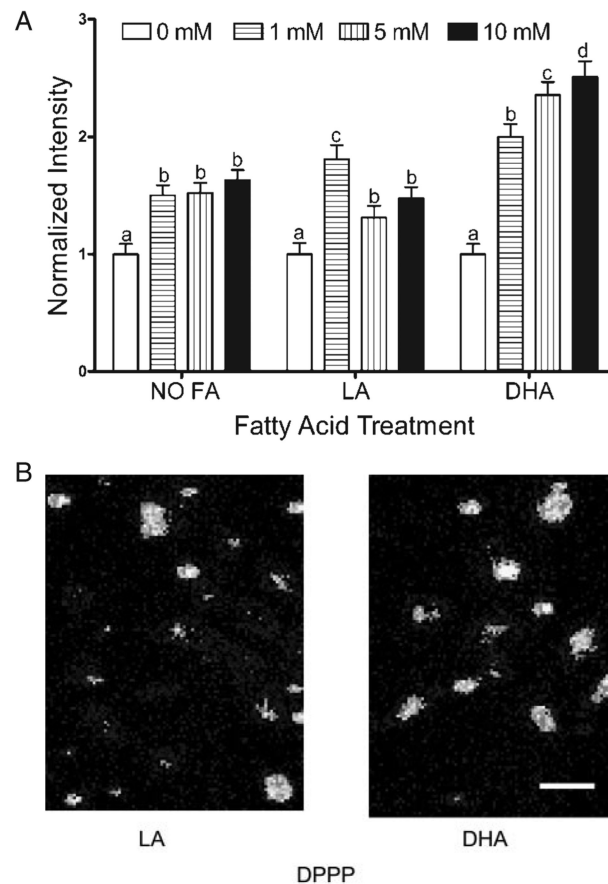 A
0 mM 1 mM 5 mM 10 mM
Normalized Intensity
3
2
1
0
a b b b
a c b b
a b c d
NO FA LA DHA
Fatty Acid Treatment
B
LA DHA
DPPP